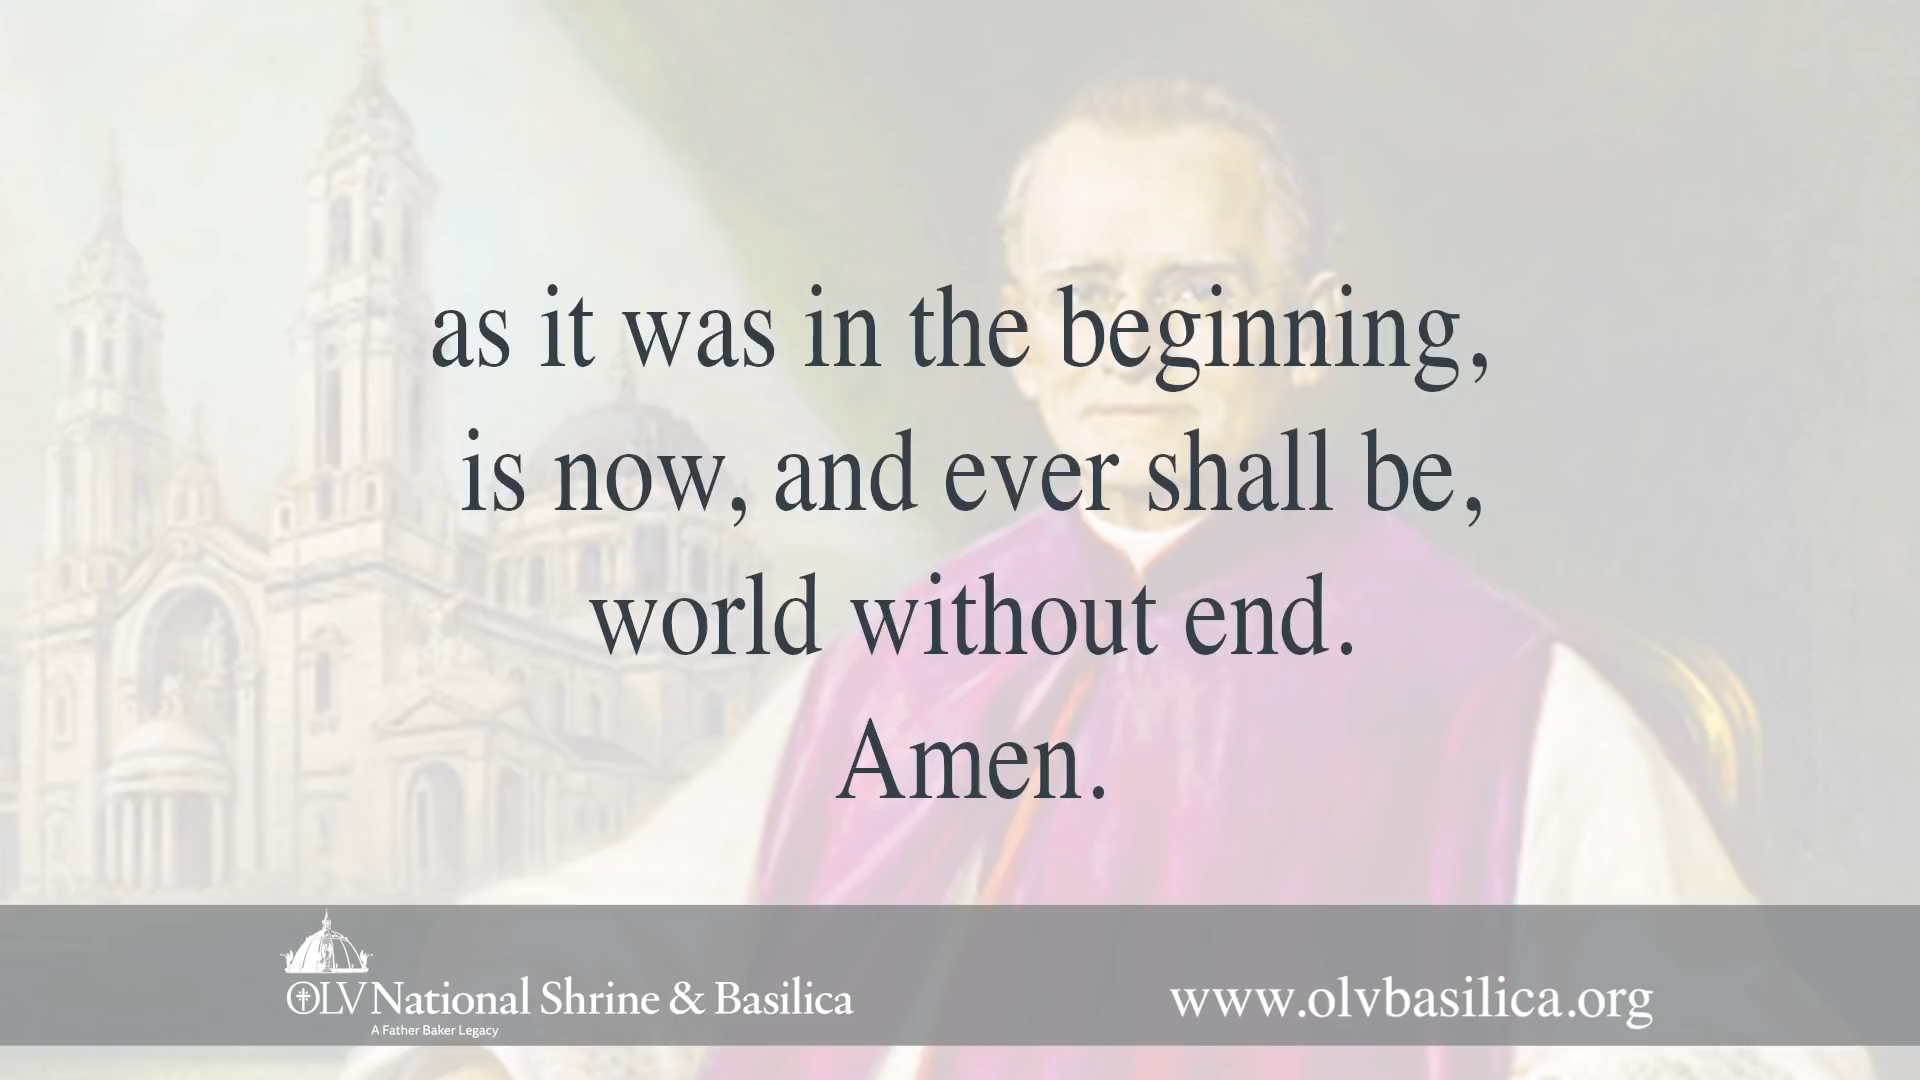 as it was in the beginning,
is now, and ever shall be,
world without end.
Amen.
OLV National Shrine & Basilica
A Father Baker Legacy
www.olvbasilica.org